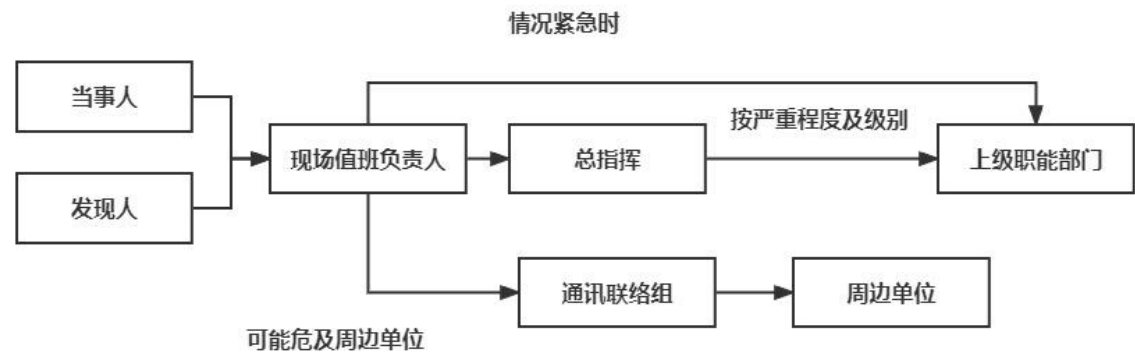 情况紧急时
当事人
按严重程度及级别
现场值班负责人
总指挥
上级职能部门
发现人
通讯联络组
周边单位
可能危及周边单位